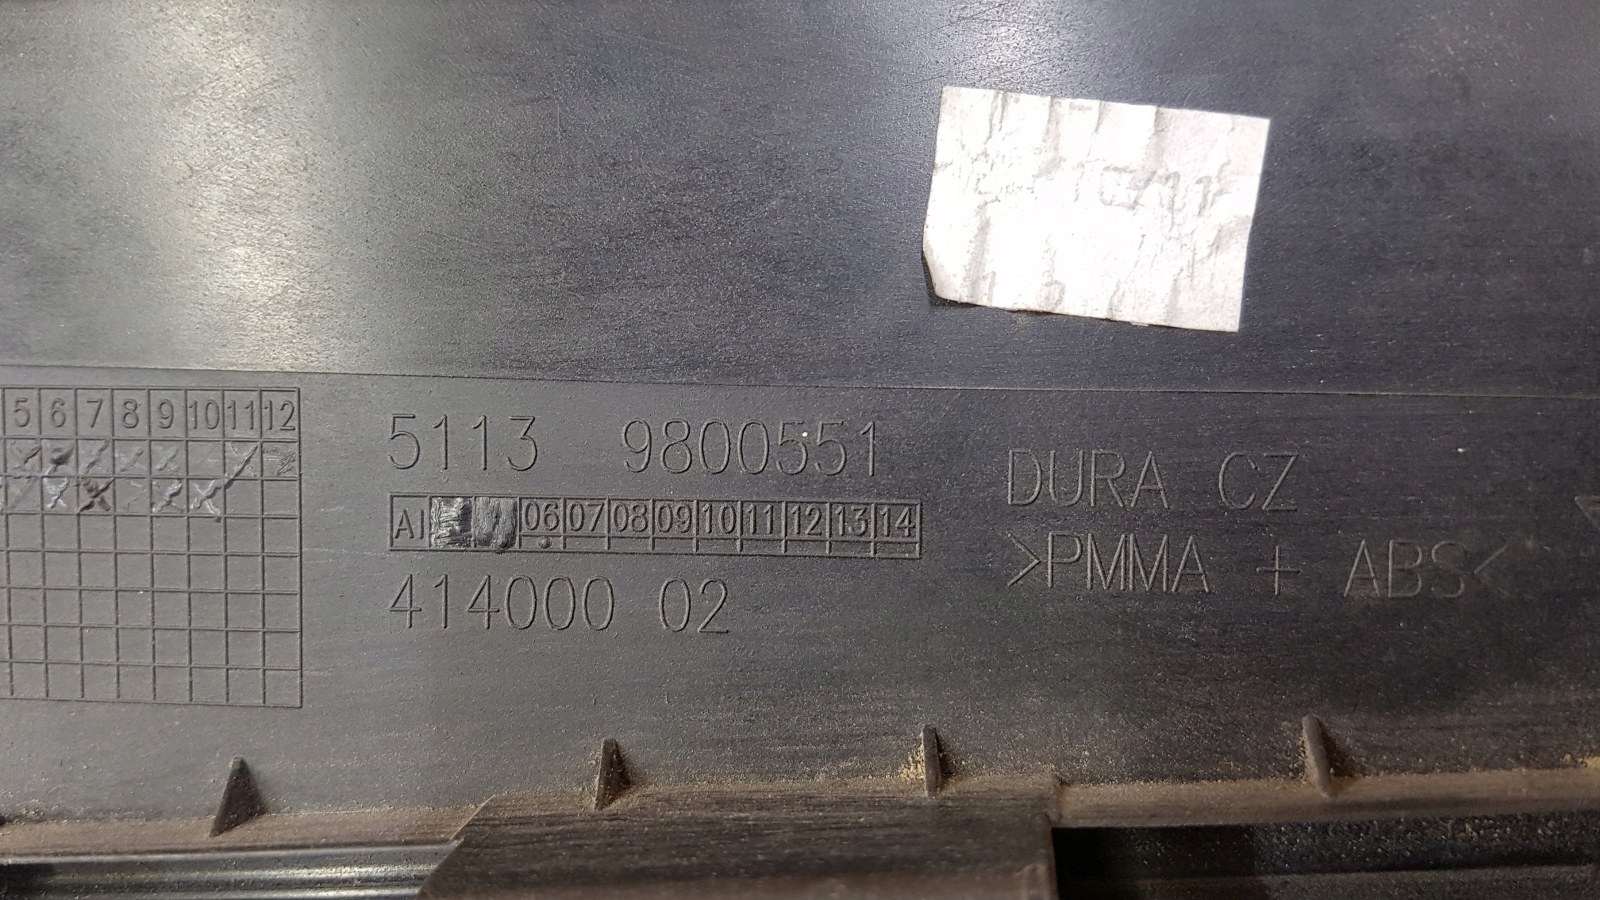 5 6 7 8 9 10 11 12
5113 9800551
AI 06 07 08 09 10 11 12 13 14
414000 02
DURA CZ
>PMMA + ABS<